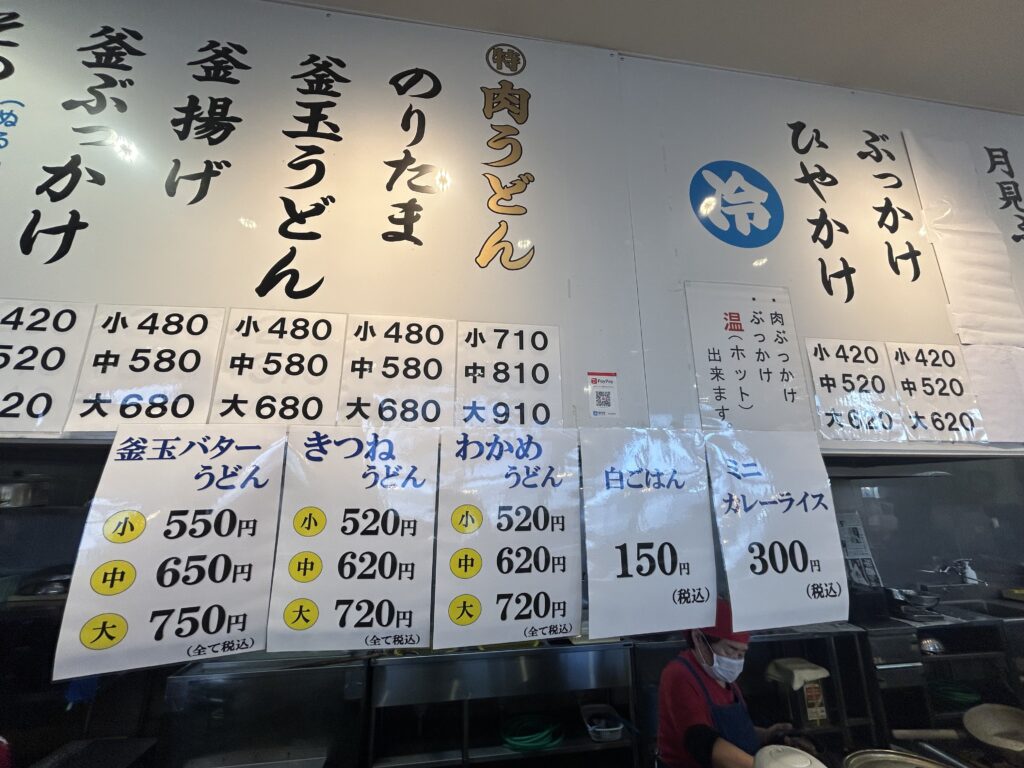 月見
ぶっかけ
ひやかけ
冷
・肉ぶっかけ
・ぶっかけ
温(ホット)
出来ます
特
肉うどん
のりたま
釜玉うどん
釜揚げ
釜ぶっかけ
420
520
20
小480
中580
大680
小480
中580
大680
小480
中580
大680
小710
中810
大910
PayPay
小420
中520
大620
小420
中520
大620
釜玉バター
うどん
小 550円
中 650円
大 750円
(全て税込)
きつね
うどん
小 520円
中 620円
大 720円
(全て税込)
わかめ
うどん
小 520円
中 620円
大 720円
(全て税込)
白ごはん
150円
(税込)
ミニ
カレーライス
300円
(税込)